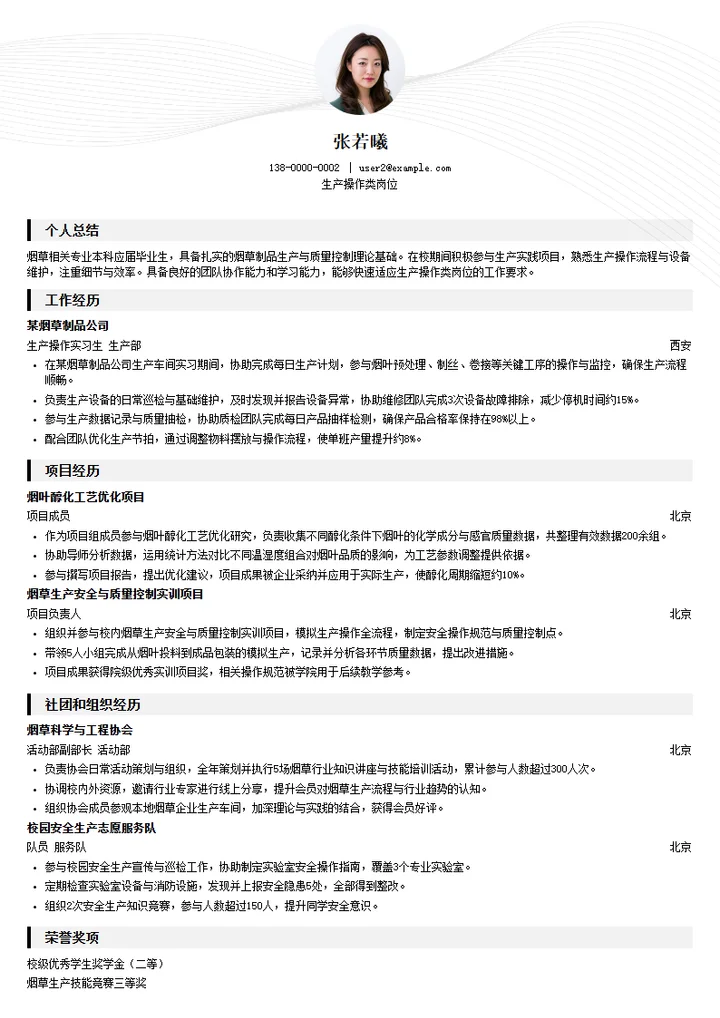 张若曦
138-0000-0002 | user2@example.com
生产操作类岗位
个人总结
烟草相关专业本科应届毕业生，具备扎实的烟草制品生产与质量控制理论基础。在校期间积极参与生产实践项目，熟悉生产操作流程与设备
维护，注重细节与效率。具备良好的团队协作能力和学习能力，能够快速适应生产操作类岗位的工作要求。
工作经历
某烟草制品公司
生产操作实习生 生产部 西安
• 在某烟草制品公司生产车间实习期间，协助完成每日生产计划，参与烟叶预处理、制丝、卷接等关键工序的操作与监控，确保生产流程
顺畅。
• 负责生产设备的日常巡检与基础维护，及时发现并报告设备异常，协助维修团队完成3次设备故障排除，减少停机时间约15%。
• 参与生产数据记录与质量抽检，协助质检团队完成每日产品抽样检测，确保产品合格率保持在98%以上。
• 配合团队优化生产节拍，通过调整物料摆放与操作流程，使单班产量提升约8%。
项目经历
烟叶醇化工艺优化项目
项目成员 北京
• 作为项目组成员参与烟叶醇化工艺优化研究，负责收集不同醇化条件下烟叶的化学成分与感官质量数据，共整理有效数据200余组。
• 协助导师分析数据，运用统计方法对比不同温湿度组合对烟叶品质的影响，为工艺参数调整提供依据。
• 参与撰写项目报告，提出优化建议，项目成果被企业采纳并应用于实际生产，使醇化周期缩短约10%。
烟草生产安全与质量控制实训项目
项目负责人 北京
• 组织并参与校内烟草生产安全与质量控制实训项目，模拟生产操作全流程，制定安全操作规范与质量控制点。
• 带领5人小组完成从烟叶投料到成品包装的模拟生产，记录并分析各环节质量数据，提出改进措施。
• 项目成果获得院级优秀实训项目奖，相关操作规范被学院用于后续教学参考。
社团和组织经历
烟草科学与工程协会
活动部副部长 活动部 北京
• 负责协会日常活动策划与组织，全年策划并执行5场烟草行业知识讲座与技能培训活动，累计参与人数超过300人次。
• 协调校内外资源，邀请行业专家进行线上分享，提升会员对烟草生产流程与行业趋势的认知。
• 组织协会成员参观本地烟草企业生产车间，加深理论与实践的结合，获得会员好评。
校园安全生产志愿服务队
队员 服务队 北京
• 参与校园安全生产宣传与巡检工作，协助制定实验室安全操作指南，覆盖3个专业实验室。
• 定期检查实验室设备与消防设施，发现并上报安全隐患5处，全部得到整改。
• 组织2次安全生产知识竞赛，参与人数超过150人，提升同学安全意识。
荣誉奖项
校级优秀学生奖学金（二等）
烟草生产技能竞赛三等奖